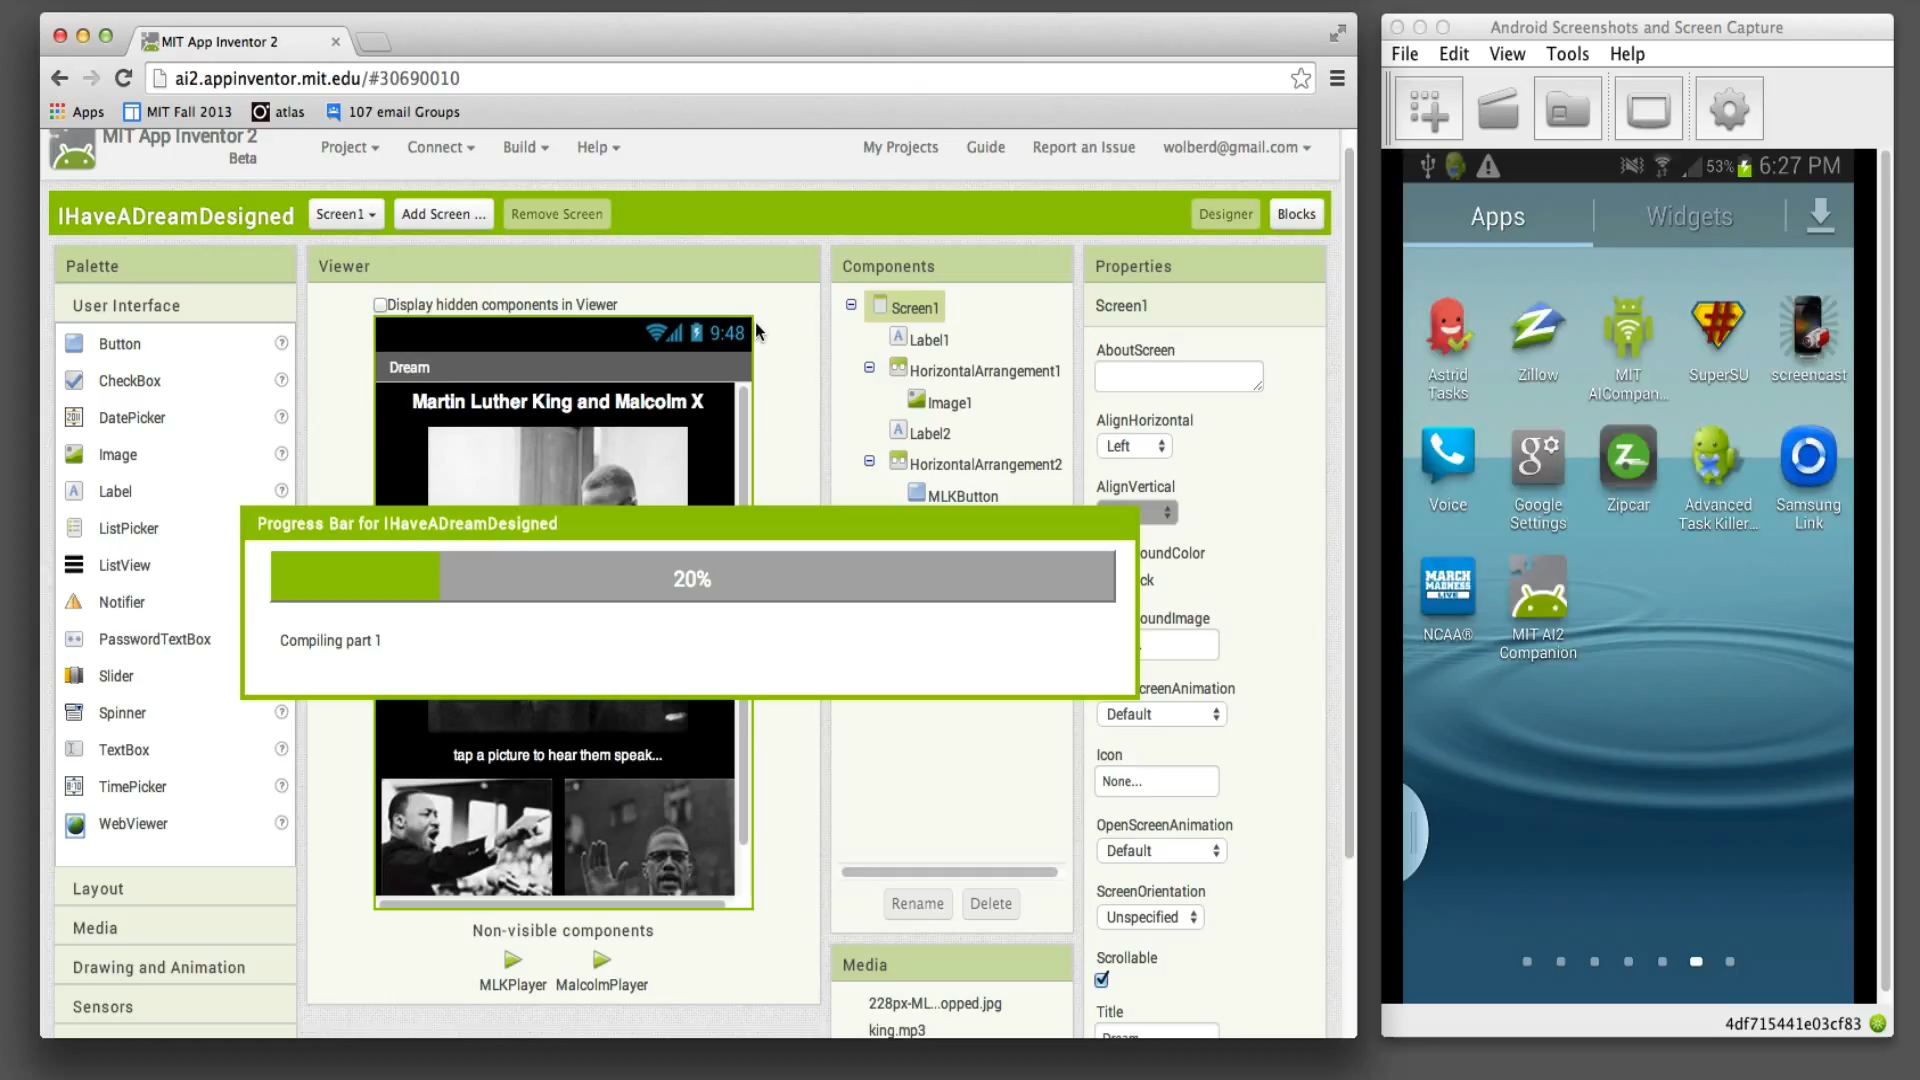 MIT App Inventor 2
ai2.appinventor.mit.edu/#30690010
Apps
MIT Fall 2013
atlas
107 email Groups
MIT App Inventor 2
Beta
Project
Connect
Build
Help
My Projects
Guide
Report an Issue
wolberd@gmail.com
IHaveADreamDesigned
Screen1
Add Screen ...
Remove Screen
Designer
Blocks
Palette
User Interface
Button
CheckBox
DatePicker
Image
Label
ListPicker
ListView
Notifier
PasswordTextBox
Slider
Spinner
TextBox
TimePicker
WebViewer
Layout
Media
Drawing and Animation
Sensors
Viewer
Display hidden components in Viewer
9:48
Dream
Martin Luther King and Malcolm X
Progress Bar for IHaveADreamDesigned
20%
Compiling part 1
tap a picture to hear them speak...
Non-visible components
MLKPlayer
MalcolmPlayer
Components
Screen1
Label1
HorizontalArrangement1
Image1
Label2
HorizontalArrangement2
MLKButton
Rename
Delete
Media
228px-ML...opped.jpg
king.mp3
Properties
Screen1
AboutScreen
AlignHorizontal
Left
AlignVertical
oundColor
ck
oundImage
creenAnimation
Default
Icon
None...
OpenScreenAnimation
Default
ScreenOrientation
Unspecified
Scrollable
Title
Dream
Android Screenshots and Screen Capture
File
Edit
View
Tools
Help
53%
6:27 PM
Apps
Widgets
Astrid
Tasks
Zillow
MIT
AICompan...
SuperSU
screencast
Voice
Google
Settings
Zipcar
Advanced
Task Killer...
Samsung
Link
MARCH
MADNESS
LIVE
NCAA®
MIT AI2
Companion
4df715441e03cf83